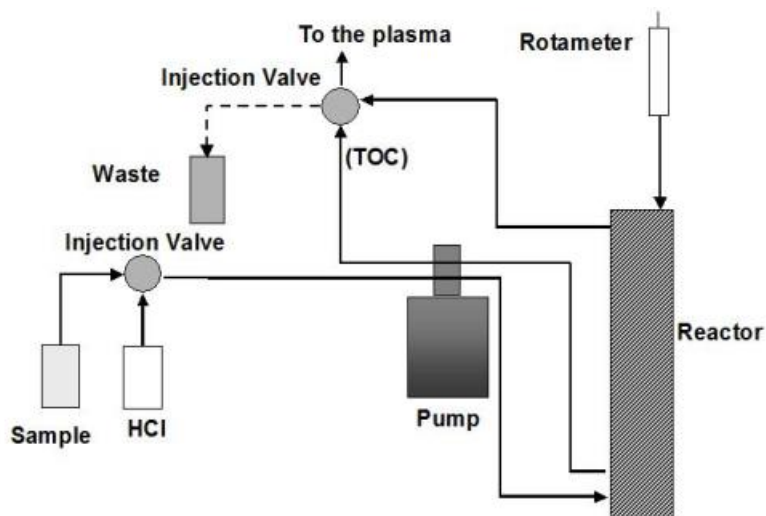 To the plasma
Rotameter
Injection Valve
(TOC)
Waste
Injection Valve
Reactor
Pump
HCl
Sample